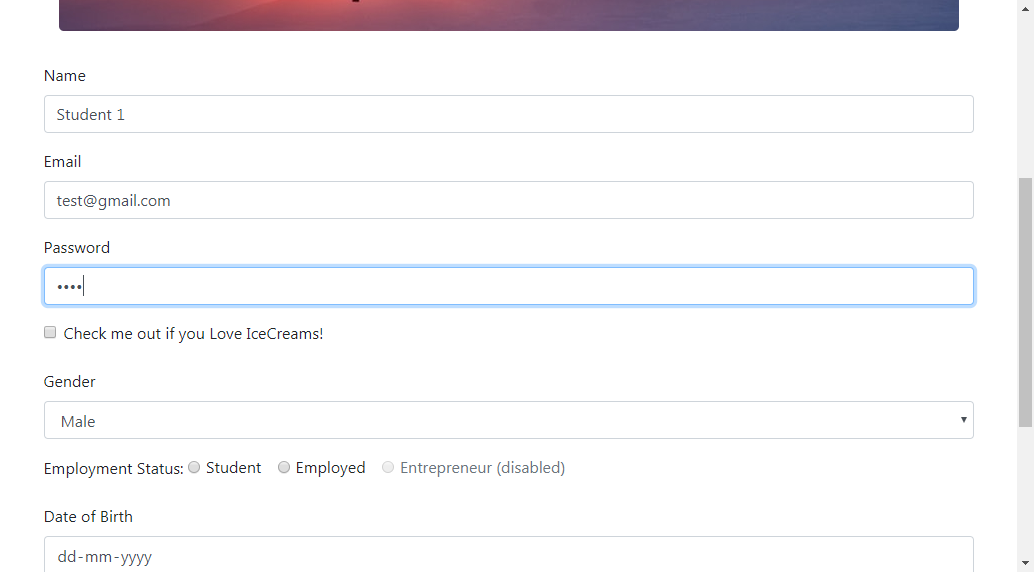 Name
Student 1
Email
test@gmail.com
Password
••••
Check me out if you Love IceCreams!
Gender
Male
Employment Status: Student Employed Entrepreneur (disabled)
Date of Birth
dd-mm-yyyy